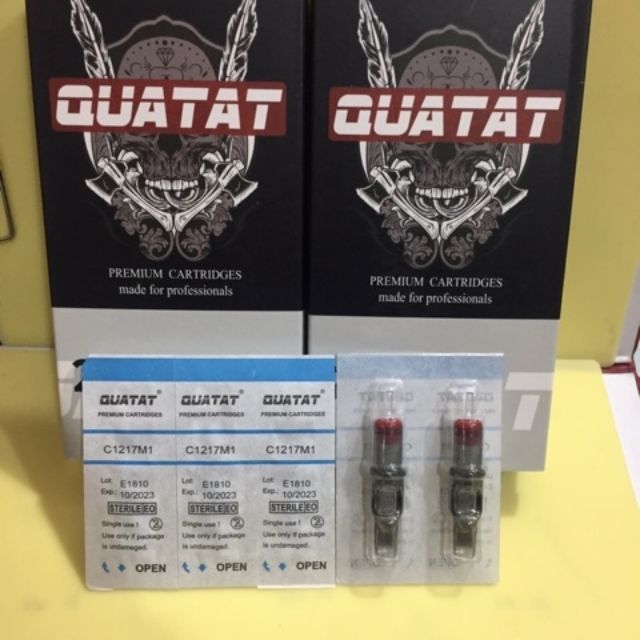 QUATAT
PREMIUM CARTRIDGES
made for professionals
QUATAT
PREMIUM CARTRIDGES
made for professionals
QUATAT®
PREMIUM CARTRIDGES
C1217M1
Lot: E1810
Exp.: 10/2023
STERILE EO
Single use ! 2
Use only if package
is undamaged.
OPEN
QUATAT®
PREMIUM CARTRIDGES
C1217M1
Lot: E1810
Exp.: 10/2023
STERILE EO
Single use ! 2
Use only if package
is undamaged.
OPEN
QUATAT®
PREMIUM CARTRIDGES
C1217M1
Lot: E1810
Exp.: 10/2023
STERILE EO
Single use ! 2
Use only if package
is undamaged.
OPEN